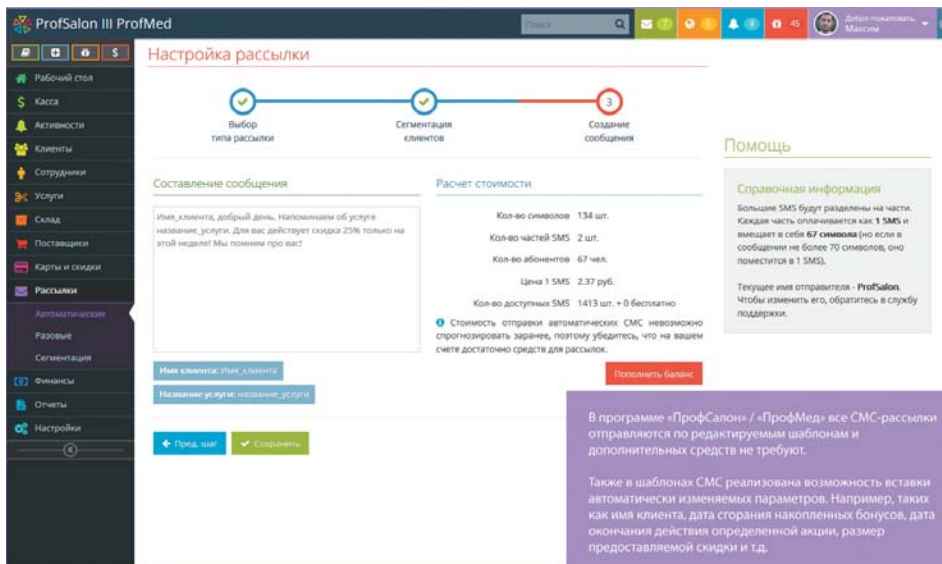 ProfSalon III ProfMed
Поиск
7
5
8
45
Добро пожаловать,
Максим
Рабочий стол
Касса
Активности
Клиенты
Сотрудники
Услуги
Склад
Поставщики
Карты и скидки
Рассылки
Автоматические
Разовые
Сегментация
Финансы
Отчеты
Настройки
Настройка рассылки
Выбор
типа рассылки
Сегментация
клиентов
3
Создание
сообщения
Составление сообщения
Имя_клиента, добрый день. Напоминаем об услуге
название_услуги. Для вас действует скидка 25% только на
этой неделе! Мы помним про вас!
Имя клиента: Имя_клиента
Название услуги: название_услуги
Пред. шаг
Сохранить
Расчет стоимости
Кол-во символов 134 шт.
Кол-во частей SMS 2 шт.
Кол-во абонентов 67 чел.
Цена 1 SMS 2.37 руб.
Кол-во доступных SMS 1413 шт. + 0 бесплатно
Стоимость отправки автоматических СМС невозможно
спрогнозировать заранее, поэтому убедитесь, что на вашем
счете достаточно средств для рассылок.
Пополнить баланс
Помощь
Справочная информация
Большие SMS будут разделены на части.
Каждая часть оплачивается как 1 SMS и
вмещает в себя 67 символа (но если в
сообщении не более 70 символов, оно
поместится в 1 SMS).
Текущее имя отправителя - ProfSalon.
Чтобы изменить его, обратитесь в службу
поддержки.
В программе «ПрофСалон» / «ПрофМед» все СМС-рассылки
отправляются по редактируемым шаблонам и
дополнительных средств не требуют.
Также в шаблонах СМС реализована возможность вставки
автоматически изменяемых параметров. Например, таких
как имя клиента, дата сгорания накопленных бонусов, дата
окончания действия определенной акции, размер
предоставляемой скидки и т.д.